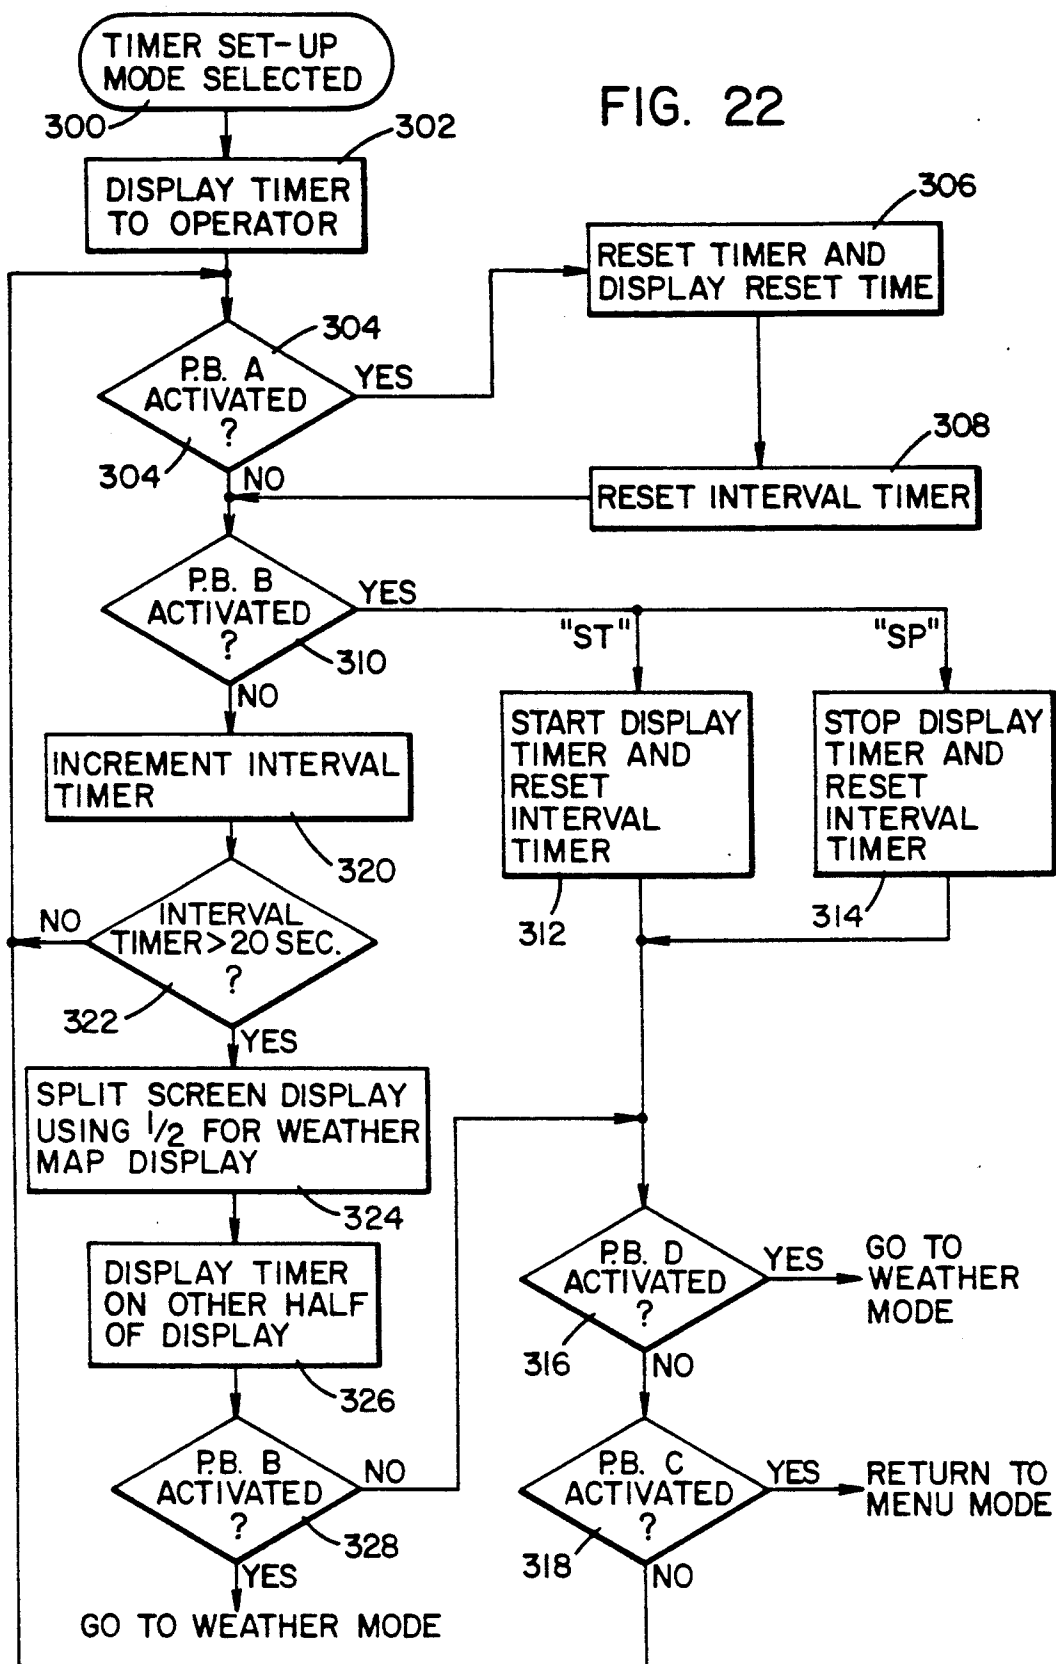 TIMER SET-UP
MODE SELECTED
300
FIG. 22
302
DISPLAY TIMER
TO OPERATOR
306
RESET TIMER AND
DISPLAY RESET TIME
304
P.B. A
ACTIVATED
?
YES
304
NO
308
RESET INTERVAL TIMER
P.B. B
ACTIVATED
?
YES
310
NO
"ST"
"SP"
START DISPLAY
TIMER AND
RESET
INTERVAL
TIMER
312
STOP DISPLAY
TIMER AND
RESET
INTERVAL
TIMER
314
INCREMENT INTERVAL
TIMER
320
INTERVAL
TIMER>20 SEC.
?
NO
322
YES
SPLIT SCREEN DISPLAY
USING 1/2 FOR WEATHER
MAP DISPLAY
324
DISPLAY TIMER
ON OTHER HALF
OF DISPLAY
326
P.B. D
ACTIVATED
?
YES
GO TO
WEATHER
MODE
316
NO
P.B. B
ACTIVATED
?
NO
328
YES
GO TO WEATHER MODE
P.B. C
ACTIVATED
?
YES
RETURN TO
MENU MODE
318
NO